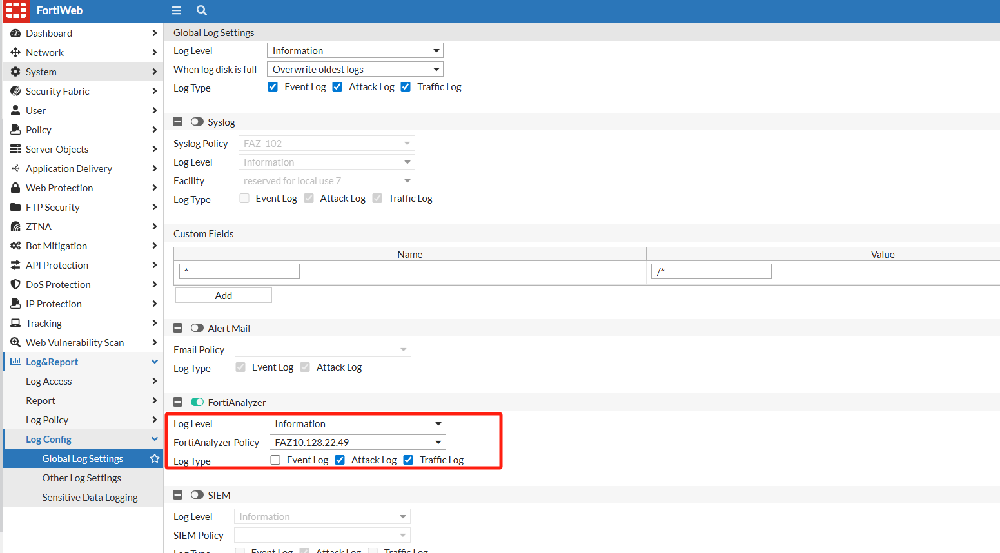 FortiWeb
Dashboard
Network
System
Security Fabric
User
Policy
Server Objects
Application Delivery
Web Protection
FTP Security
ZTNA
Bot Mitigation
API Protection
DoS Protection
IP Protection
Tracking
Web Vulnerability Scan
Log&Report
Log Access
Report
Log Policy
Log Config
Global Log Settings
Other Log Settings
Sensitive Data Logging
Global Log Settings
Log Level Information
When log disk is full Overwrite oldest logs
Log Type Event Log Attack Log Traffic Log
Syslog
Syslog Policy FAZ_102
Log Level Information
Facility reserved for local use 7
Log Type Event Log Attack Log Traffic Log
Custom Fields
Name Value
* /*
Add
Alert Mail
Email Policy
Log Type Event Log Attack Log
FortiAnalyzer
Log Level Information
FortiAnalyzer Policy FAZ10.128.22.49
Log Type Event Log Attack Log Traffic Log
SIEM
Log Level Information
SIEM Policy
Log Type Event Log Attack Log Traffic Log